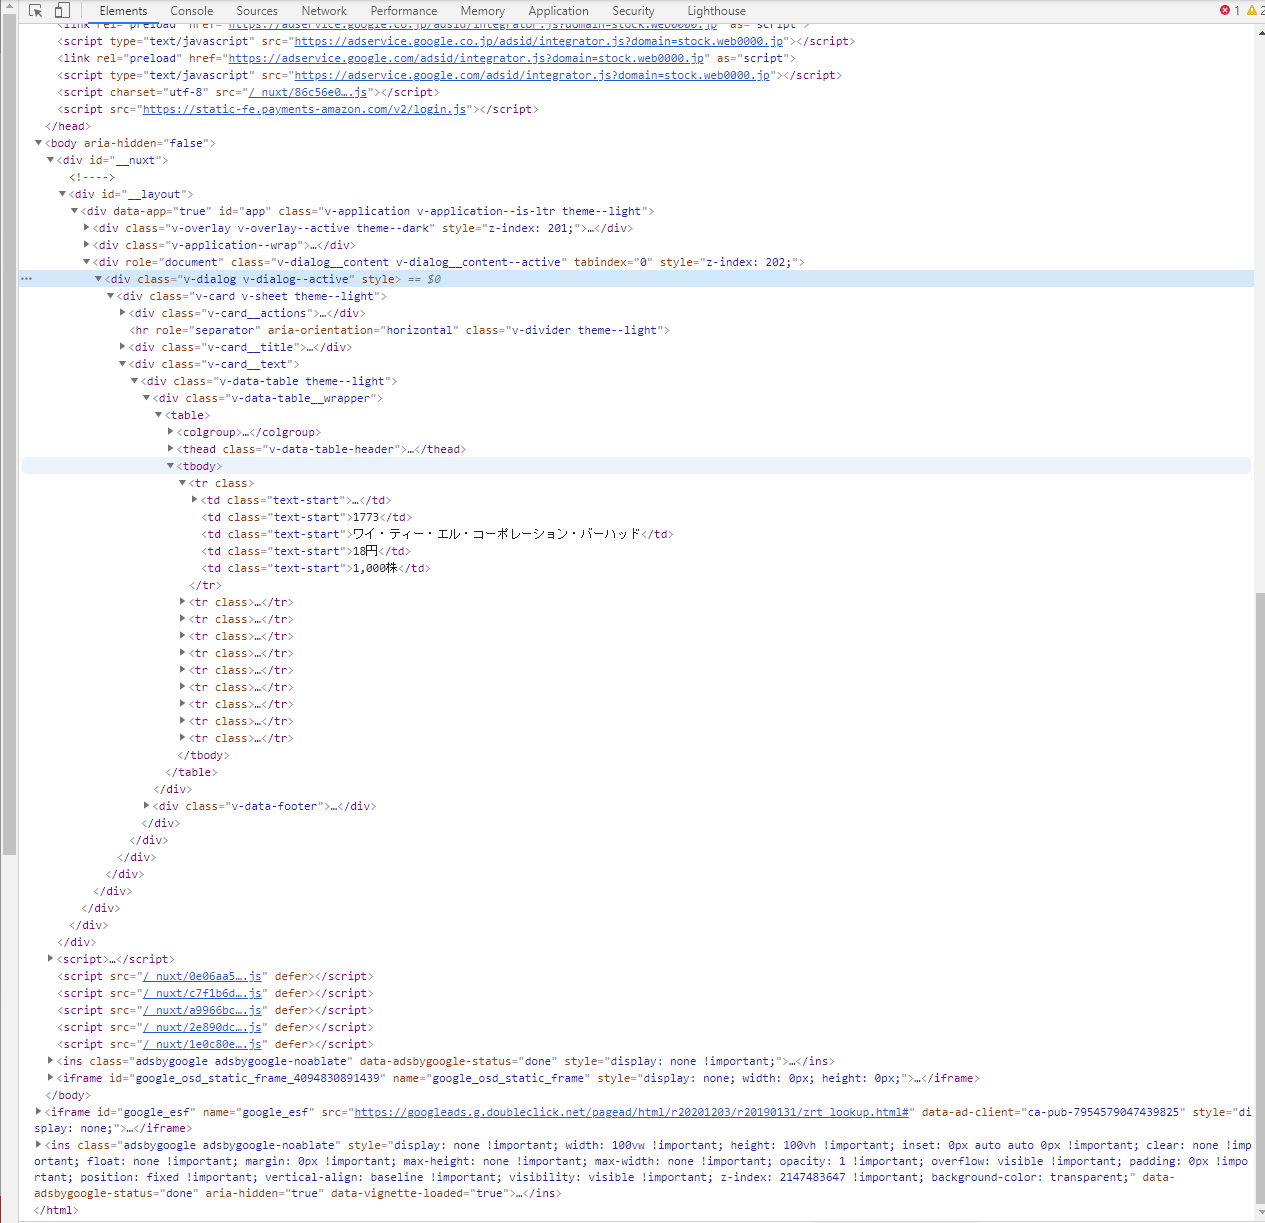 Elements Console Sources Network Performance Memory Application Security Lighthouse 1 2
<link rel="preload" href="https://adservice.google.co.jp/adsid/integrator.js?domain=stock.web0000.jp" as="script">
<script type="text/javascript" src="https://adservice.google.co.jp/adsid/integrator.js?domain=stock.web0000.jp"></script>
<link rel="preload" href="https://adservice.google.com/adsid/integrator.js?domain=stock.web0000.jp" as="script">
<script type="text/javascript" src="https://adservice.google.com/adsid/integrator.js?domain=stock.web0000.jp"></script>
<script charset="utf-8" src="/_nuxt/86c56e0….js"></script>
<script src="https://static-fe.payments-amazon.com/v2/login.js"></script>
</head>
<body aria-hidden="false">
<div id="__nuxt">
<!---->
<div id="__layout">
<div data-app="true" id="app" class="v-application v-application--is-ltr theme--light">
<div class="v-overlay v-overlay--active theme--dark" style="z-index: 201;">…</div>
<div class="v-application--wrap">…</div>
<div role="document" class="v-dialog__content v-dialog__content--active" tabindex="0" style="z-index: 202;">
… <div class="v-dialog v-dialog--active" style> == $0
<div class="v-card v-sheet theme--light">
<div class="v-card__actions">…</div>
<hr role="separator" aria-orientation="horizontal" class="v-divider theme--light">
<div class="v-card__title">…</div>
<div class="v-card__text">
<div class="v-data-table theme--light">
<div class="v-data-table__wrapper">
<table>
<colgroup>…</colgroup>
<thead class="v-data-table-header">…</thead>
<tbody>
<tr class>
<td class="text-start">…</td>
<td class="text-start">1773</td>
<td class="text-start">ワイ・ティー・エル・コーポレーション・バーハッド</td>
<td class="text-start">18円</td>
<td class="text-start">1,000株</td>
</tr>
<tr class>…</tr>
<tr class>…</tr>
<tr class>…</tr>
<tr class>…</tr>
<tr class>…</tr>
<tr class>…</tr>
<tr class>…</tr>
<tr class>…</tr>
<tr class>…</tr>
</tbody>
</table>
</div>
<div class="v-data-footer">…</div>
</div>
</div>
</div>
</div>
</div>
</div>
</div>
</div>
<script>…</script>
<script src="/_nuxt/0e06aa5….js" defer></script>
<script src="/_nuxt/c7f1b6d….js" defer></script>
<script src="/_nuxt/a9966bc….js" defer></script>
<script src="/_nuxt/2e890dc….js" defer></script>
<script src="/_nuxt/1e0c80e….js" defer></script>
<ins class="adsbygoogle adsbygoogle-noablate" data-adsbygoogle-status="done" style="display: none !important;">…</ins>
<iframe id="google_osd_static_frame_4094830891439" name="google_osd_static_frame" style="display: none; width: 0px; height: 0px;">…</iframe>
</body>
<iframe id="google_esf" name="google_esf" src="https://googleads.g.doubleclick.net/pagead/html/r20201203/r20190131/zrt_lookup.html#" data-ad-client="ca-pub-7954579047439825" style="di
splay: none;">…</iframe>
<ins class="adsbygoogle adsbygoogle-noablate" style="display: none !important; width: 100vw !important; height: 100vh !important; inset: 0px auto auto 0px !important; clear: none !imp
ortant; float: none !important; margin: 0px !important; max-height: none !important; max-width: none !important; opacity: 1 !important; overflow: visible !important; padding: 0px !imp
ortant; position: fixed !important; vertical-align: baseline !important; visibility: visible !important; z-index: 2147483647 !important; background-color: transparent;" data-
adsbygoogle-status="done" aria-hidden="true" data-vignette-loaded="true">…</ins>
</html>